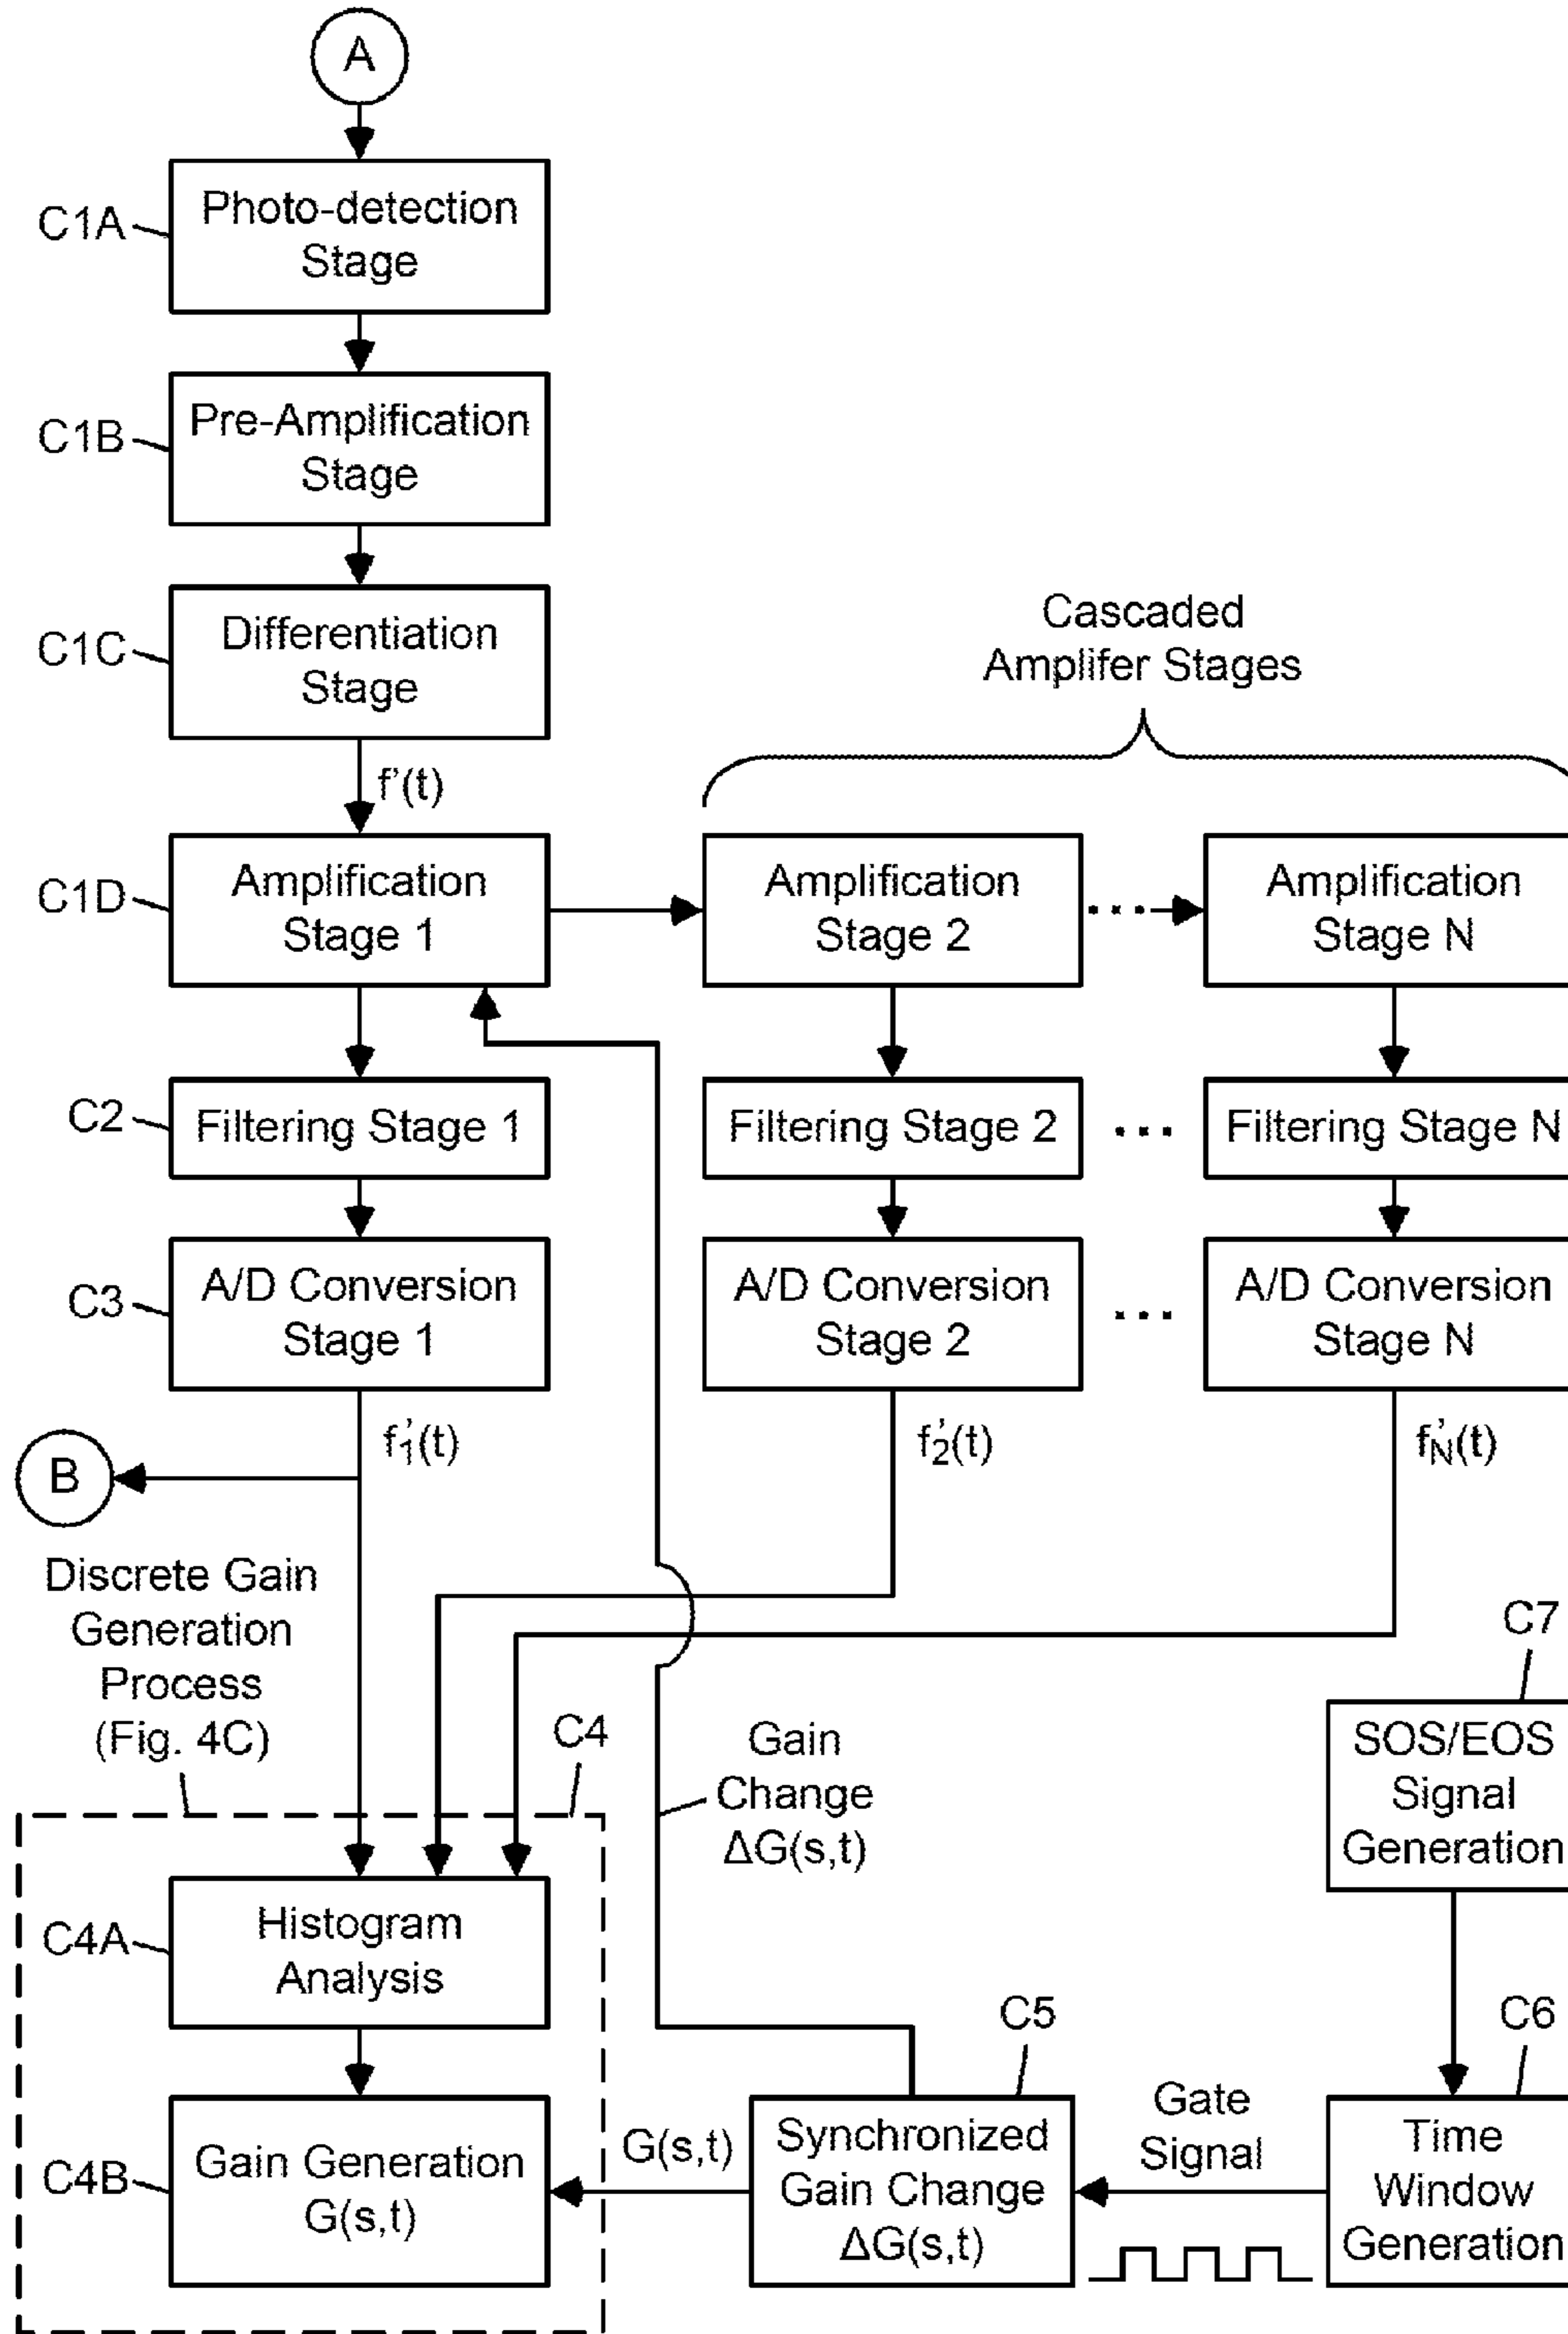 A
C1A
Photo-detection
Stage
C1B
Pre-Amplification
Stage
C1C
Differentiation
Stage
f'(t)
Cascaded
Amplifer Stages
C1D
Amplification
Stage 1
Amplification
Stage 2
...
Amplification
Stage N
C2
Filtering Stage 1
Filtering Stage 2
...
Filtering Stage N
C3
A/D Conversion
Stage 1
A/D Conversion
Stage 2
...
A/D Conversion
Stage N
f'1(t)
f'2(t)
f'N(t)
B
Discrete Gain
Generation
Process
(Fig. 4C)
C4
Gain
Change
ΔG(s,t)
C7
SOS/EOS
Signal
Generation
C4A
Histogram
Analysis
C5
C6
C4B
Gain Generation
G(s,t)
G(s,t)
Synchronized
Gain Change
ΔG(s,t)
Gate
Signal
Time
Window
Generation